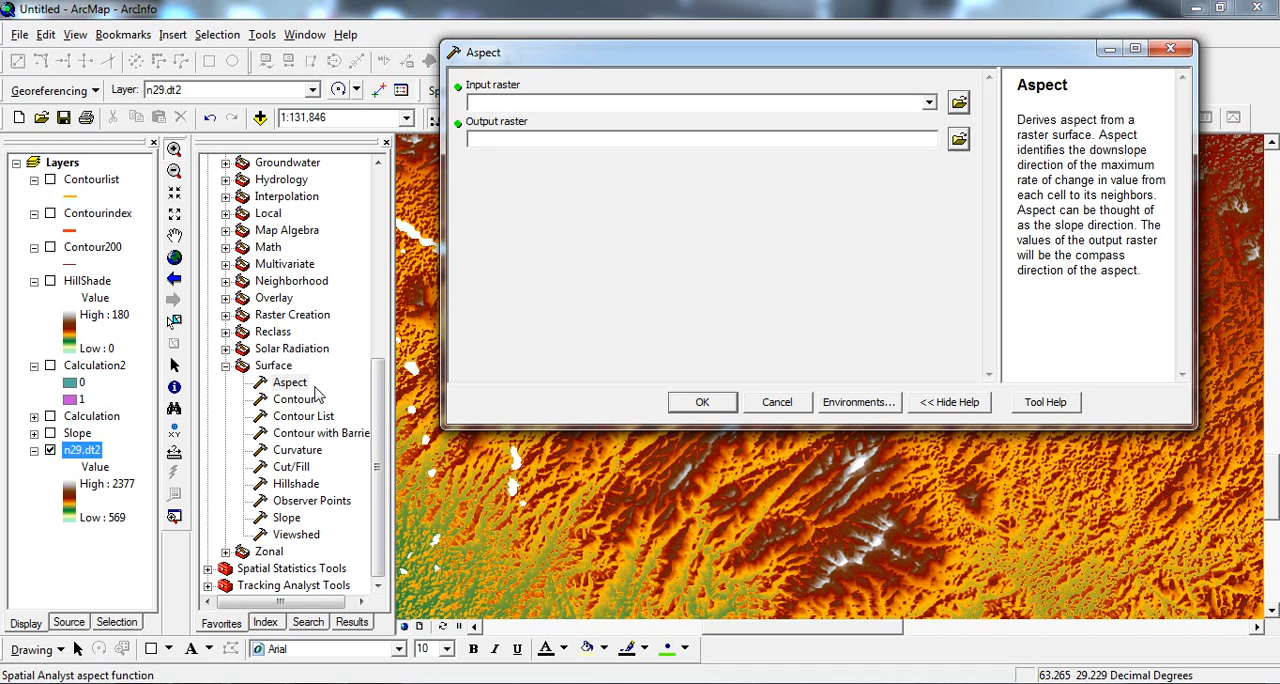 Untitled - ArcMap - ArcInfo
File Edit View Bookmarks Insert Selection Tools Window Help
Georeferencing Layer: n29.dt2
1:131,846
Layers
Contourlist
Contourindex
Contour200
HillShade
Value
High : 180
Low : 0
Calculation2
0
1
Calculation
Slope
n29.dt2
Value
High : 2377
Low : 569
Display Source Selection
Groundwater
Hydrology
Interpolation
Local
Map Algebra
Math
Multivariate
Neighborhood
Overlay
Raster Creation
Reclass
Solar Radiation
Surface
Aspect
Contour
Contour List
Contour with Barrie
Curvature
Cut/Fill
Hillshade
Observer Points
Slope
Viewshed
Zonal
Spatial Statistics Tools
Tracking Analyst Tools
Favorites Index Search Results
Aspect
Input raster
Output raster
OK Cancel Environments... << Hide Help Tool Help
Aspect
Derives aspect from a
raster surface. Aspect
identifies the downslope
direction of the maximum
rate of change in value from
each cell to its neighbors.
Aspect can be thought of
as the slope direction. The
values of the output raster
will be the compass
direction of the aspect.
Drawing A Arial 10 B I U A
Spatial Analyst aspect function
63.265 29.229 Decimal Degrees